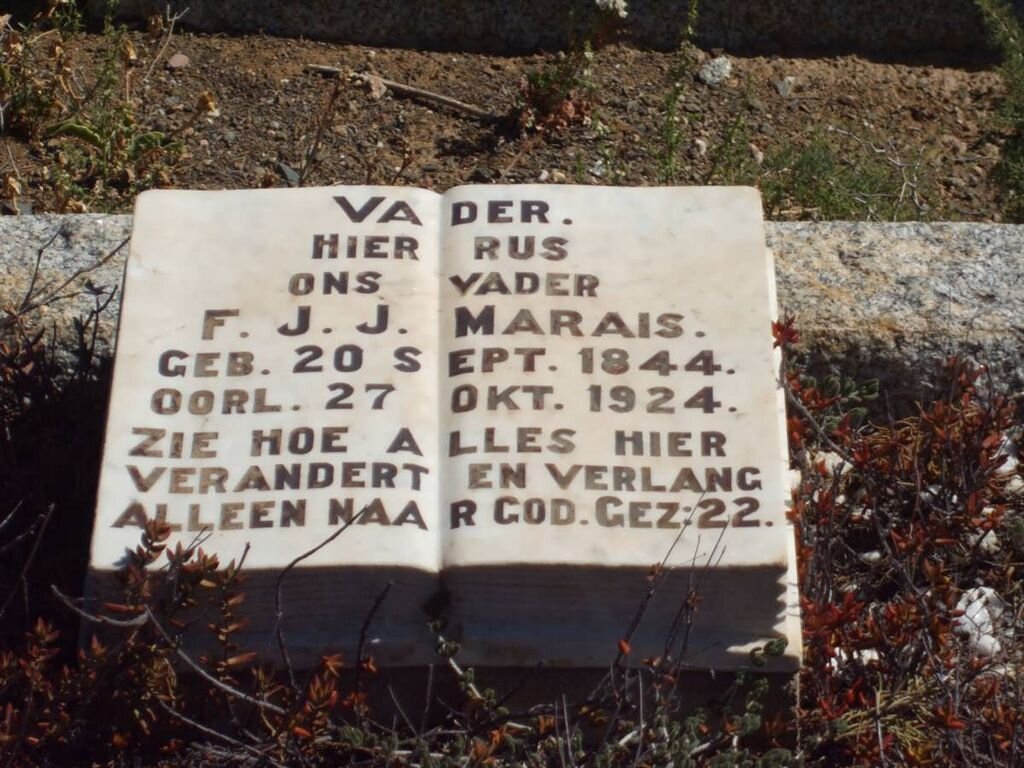 VADER.
HIER RUS
ONS VADER
F. J. J. MARAIS.
GEB. 20 SEPT. 1844.
OORL. 27 OKT. 1924.
ZIE HOE ALLES HIER
VERANDERT EN VERLANG
ALLEEN NAAR GOD. GEZ: 22.